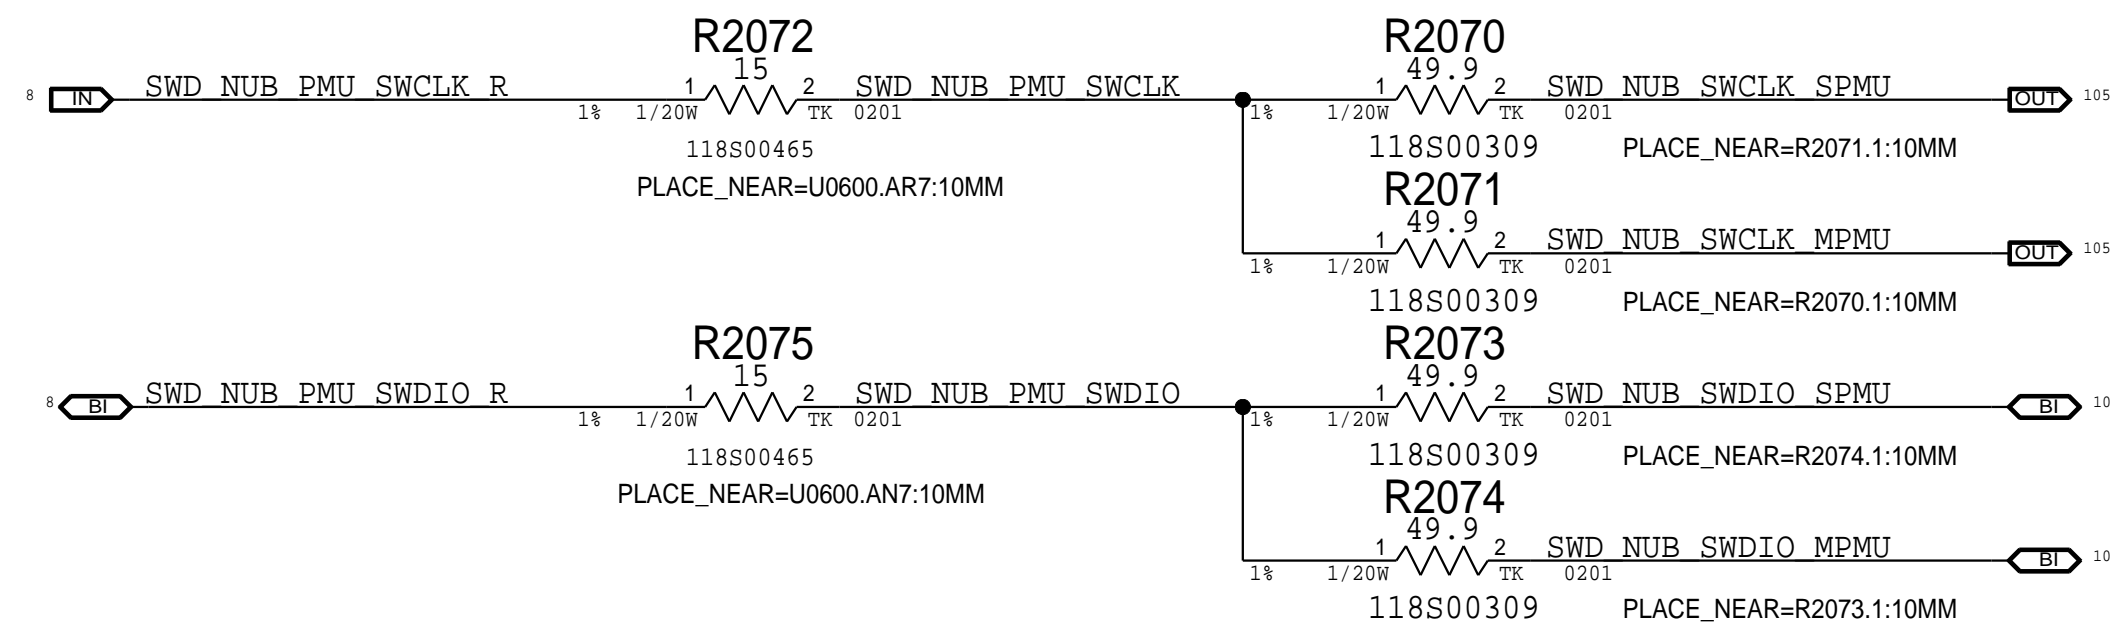 R2072
15
8 IN SWD_NUB_PMU_SWCLK_R 1 2 SWD_NUB_PMU_SWCLK
1% 1/20W TK 0201
118S00465
PLACE_NEAR=U0600.AR7:10MM
R2070
49.9
1 2 SWD_NUB_SWCLK_SPMU OUT 105
1% 1/20W TK 0201
118S00309 PLACE_NEAR=R2071.1:10MM
R2071
49.9
1 2 SWD_NUB_SWCLK_MPMU OUT 105
1% 1/20W TK 0201
118S00309 PLACE_NEAR=R2070.1:10MM
R2075
15
8 BI SWD_NUB_PMU_SWDIO_R 1 2 SWD_NUB_PMU_SWDIO
1% 1/20W TK 0201
118S00465
PLACE_NEAR=U0600.AN7:10MM
R2073
49.9
1 2 SWD_NUB_SWDIO_SPMU BI 10
1% 1/20W TK 0201
118S00309 PLACE_NEAR=R2074.1:10MM
R2074
49.9
1 2 SWD_NUB_SWDIO_MPMU BI 10
1% 1/20W TK 0201
118S00309 PLACE_NEAR=R2073.1:10MM